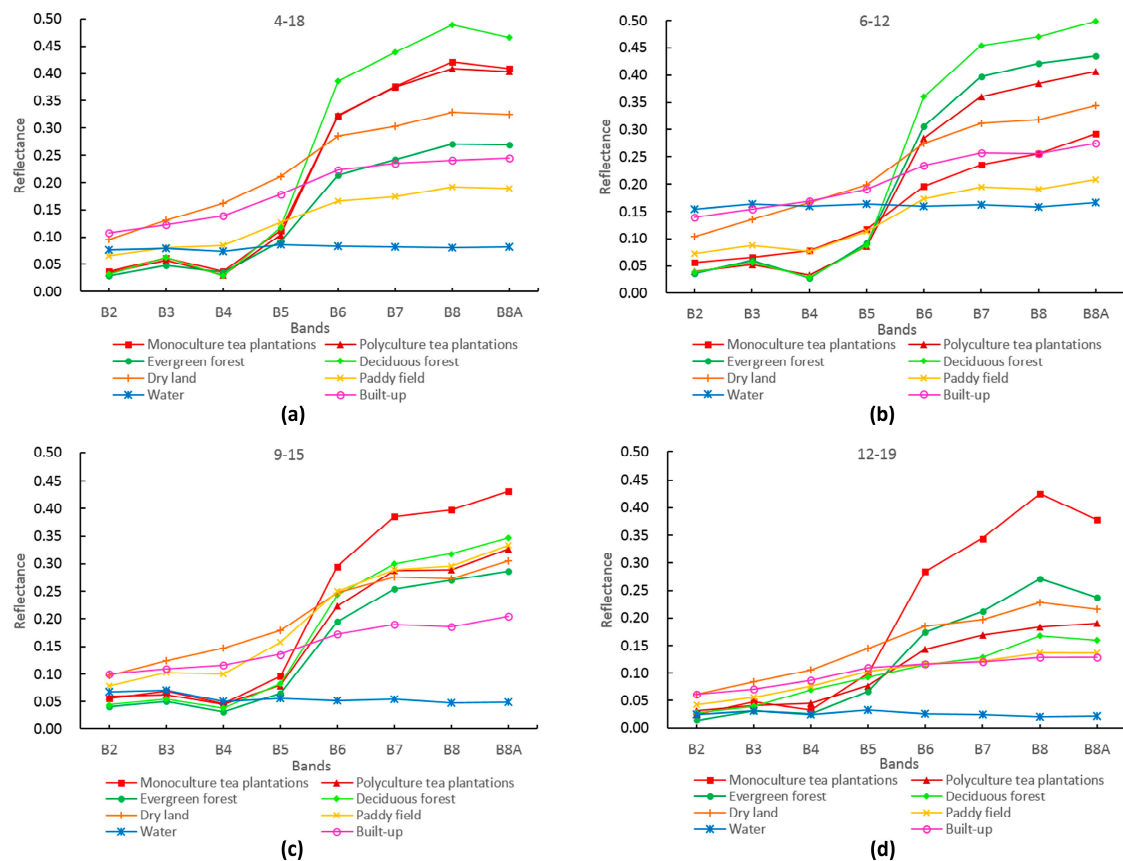 4-18
0.50
0.45
0.40
0.35
0.30
0.25
0.20
0.15
0.10
0.05
0.00
Reflectance
B2 B3 B4 B5 B6 B7 B8 B8A
Bands
Monoculture tea plantations Polyculture tea plantations
Evergreen forest Deciduous forest
Dry land Paddy field
Water Built-up
(a)
6-12
0.50
0.45
0.40
0.35
0.30
0.25
0.20
0.15
0.10
0.05
0.00
Reflectance
B2 B3 B4 B5 B6 B7 B8 B8A
Bands
Monoculture tea plantations Polyculture tea plantations
Evergreen forest Deciduous forest
Dry land Paddy field
Water Built-up
(b)
9-15
0.50
0.45
0.40
0.35
0.30
0.25
0.20
0.15
0.10
0.05
0.00
Reflectance
B2 B3 B4 B5 B6 B7 B8 B8A
Bands
Monoculture tea plantations Polyculture tea plantations
Evergreen forest Deciduous forest
Dry land Paddy field
Water Built-up
(c)
12-19
0.50
0.45
0.40
0.35
0.30
0.25
0.20
0.15
0.10
0.05
0.00
Reflectance
B2 B3 B4 B5 B6 B7 B8 B8A
Bands
Monoculture tea plantations Polyculture tea plantations
Evergreen forest Deciduous forest
Dry land Paddy field
Water Built-up
(d)